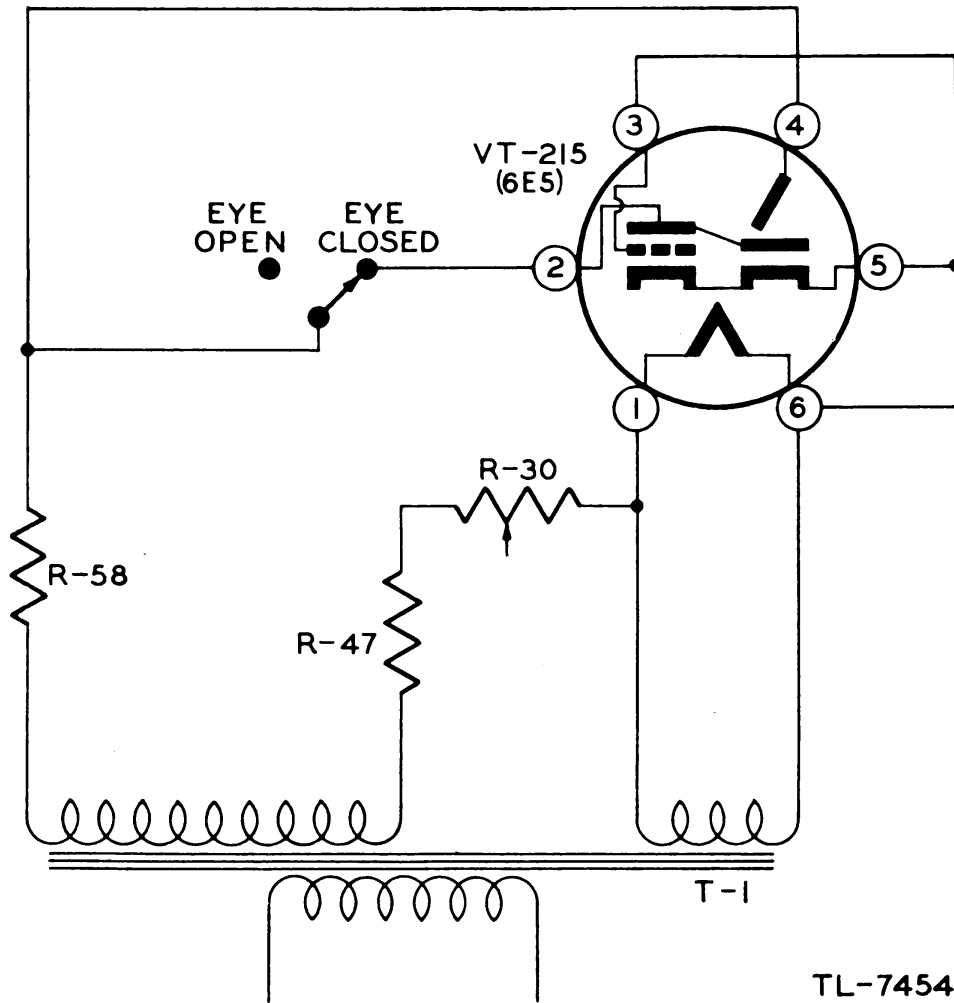 3
4
VT-215
(6E5)
EYE OPEN
EYE CLOSED
2
5
1
6
R-30
R-58
R-47
T-1
TL-7454